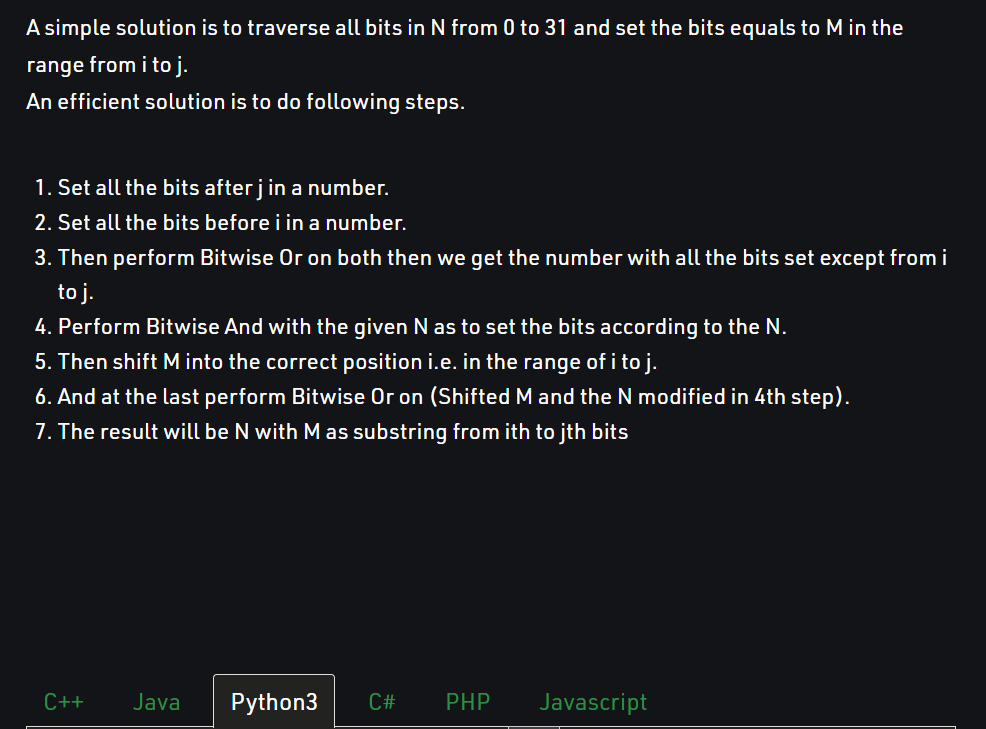 A simple solution is to traverse all bits in N from 0 to 31 and set the bits equals to M in the
range from i to j.
An efficient solution is to do following steps.
1. Set all the bits after j in a number.
2. Set all the bits before i in a number.
3. Then perform Bitwise Or on both then we get the number with all the bits set except from i
to j.
4. Perform Bitwise And with the given N as to set the bits according to the N.
5. Then shift M into the correct position i.e. in the range of i to j.
6. And at the last perform Bitwise Or on (Shifted M and the N modified in 4th step).
7. The result will be N with M as substring from ith to jth bits
C++ Java Python3 C# PHP Javascript